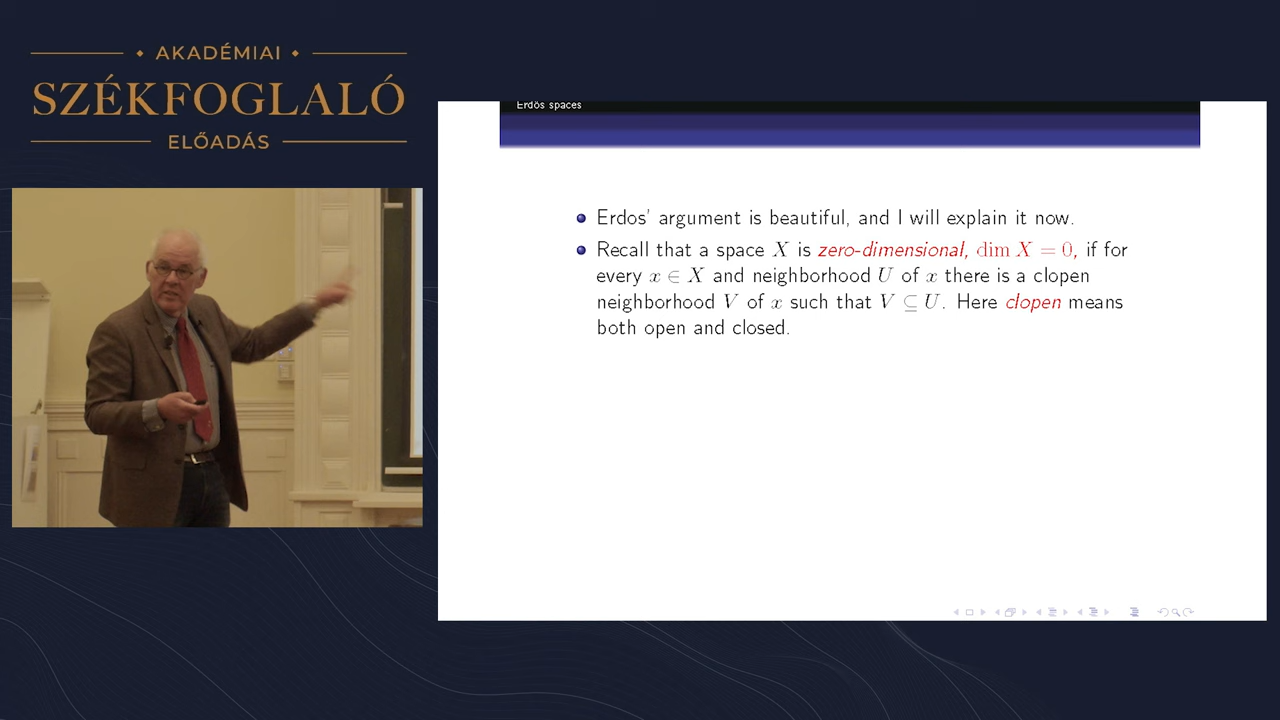 AKADÉMIAI
SZÉKFOGLALÓ
ELŐADÁS
Erdős spaces
Erdos' argument is beautiful, and I will explain it now.
Recall that a space X is zero-dimensional, dim X = 0, if for
every x ∈ X and neighborhood U of x there is a clopen
neighborhood V of x such that V ⊆ U. Here clopen means
both open and closed.